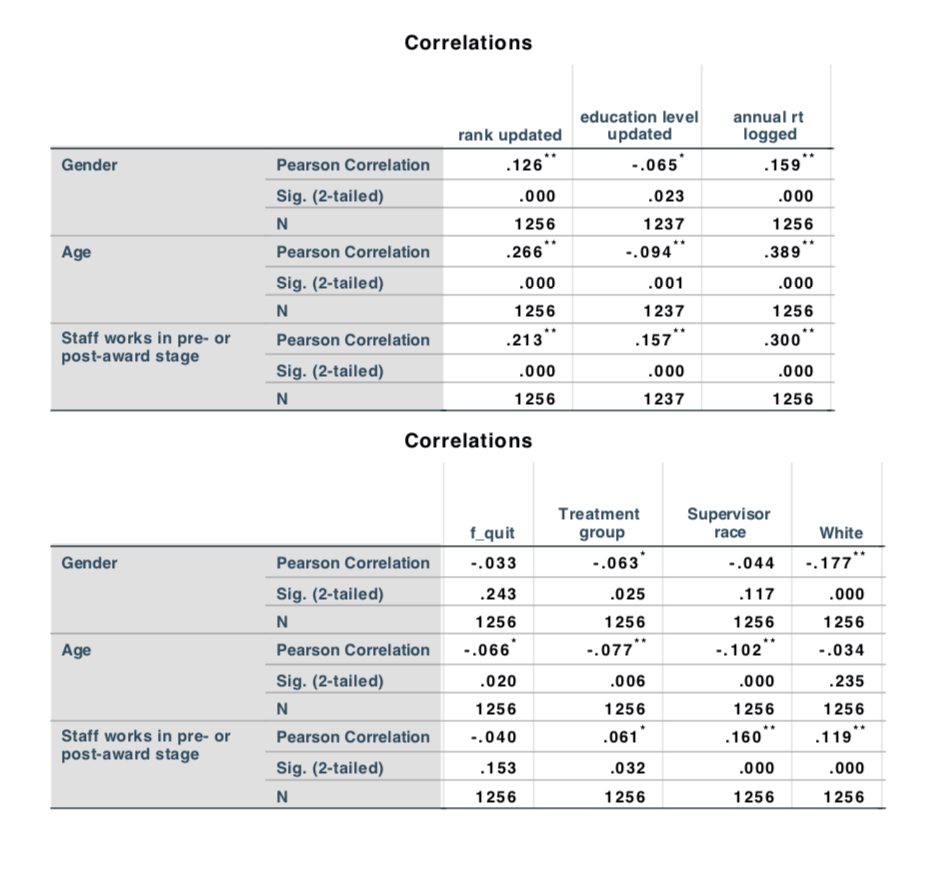 Correlations
rank updated education level updated annual rt logged
Gender Pearson Correlation .126** -.065* .159**
Sig. (2-tailed) .000 .023 .000
N 1256 1237 1256
Age Pearson Correlation .266** -.094** .389**
Sig. (2-tailed) .000 .001 .000
N 1256 1237 1256
Staff works in pre- or post-award stage Pearson Correlation .213** .157** .300**
Sig. (2-tailed) .000 .000 .000
N 1256 1237 1256
Correlations
f_quit Treatment group Supervisor race White
Gender Pearson Correlation -.033 -.063* -.044 -.177**
Sig. (2-tailed) .243 .025 .117 .000
N 1256 1256 1256 1256
Age Pearson Correlation -.066* -.077** -.102** -.034
Sig. (2-tailed) .020 .006 .000 .235
N 1256 1256 1256 1256
Staff works in pre- or post-award stage Pearson Correlation -.040 .061* .160** .119**
Sig. (2-tailed) .153 .032 .000 .000
N 1256 1256 1256 1256